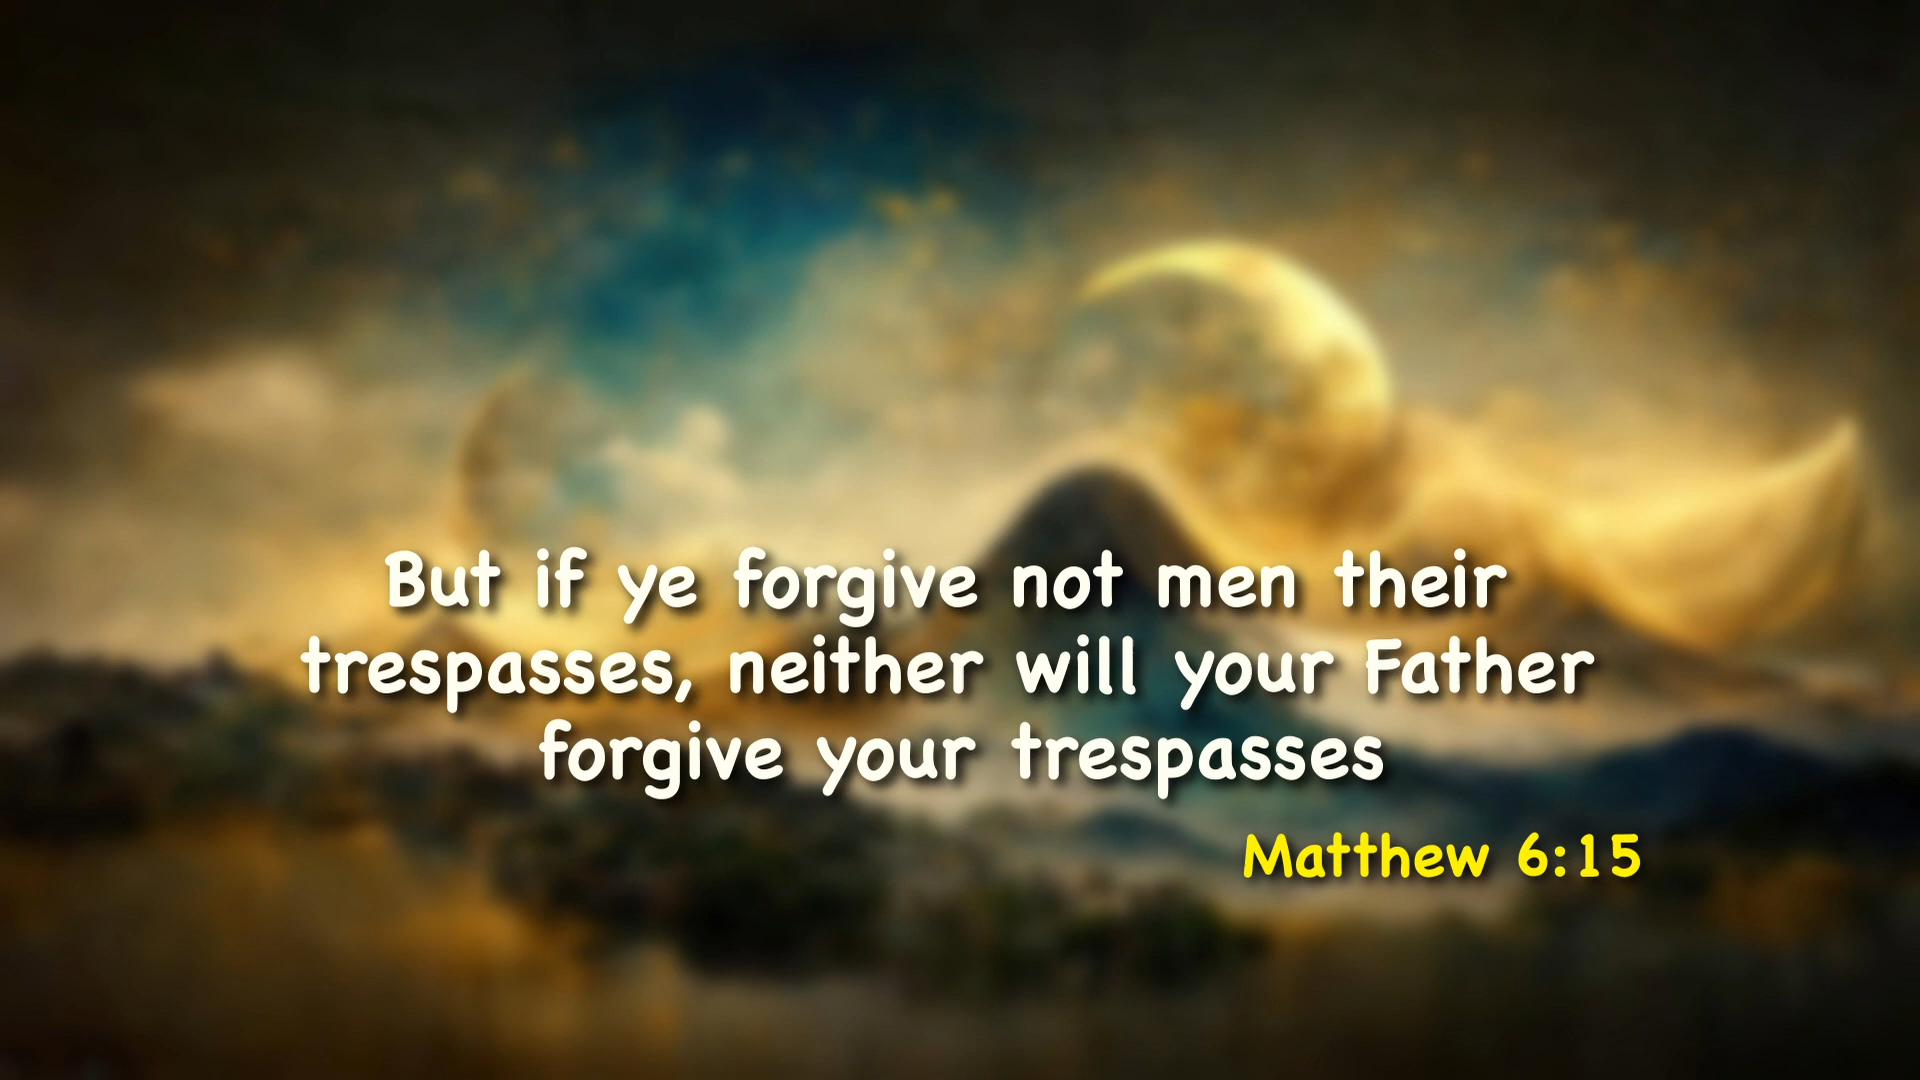 But if ye forgive not men their
trespasses, neither will your Father
forgive your trespasses
Matthew 6:15